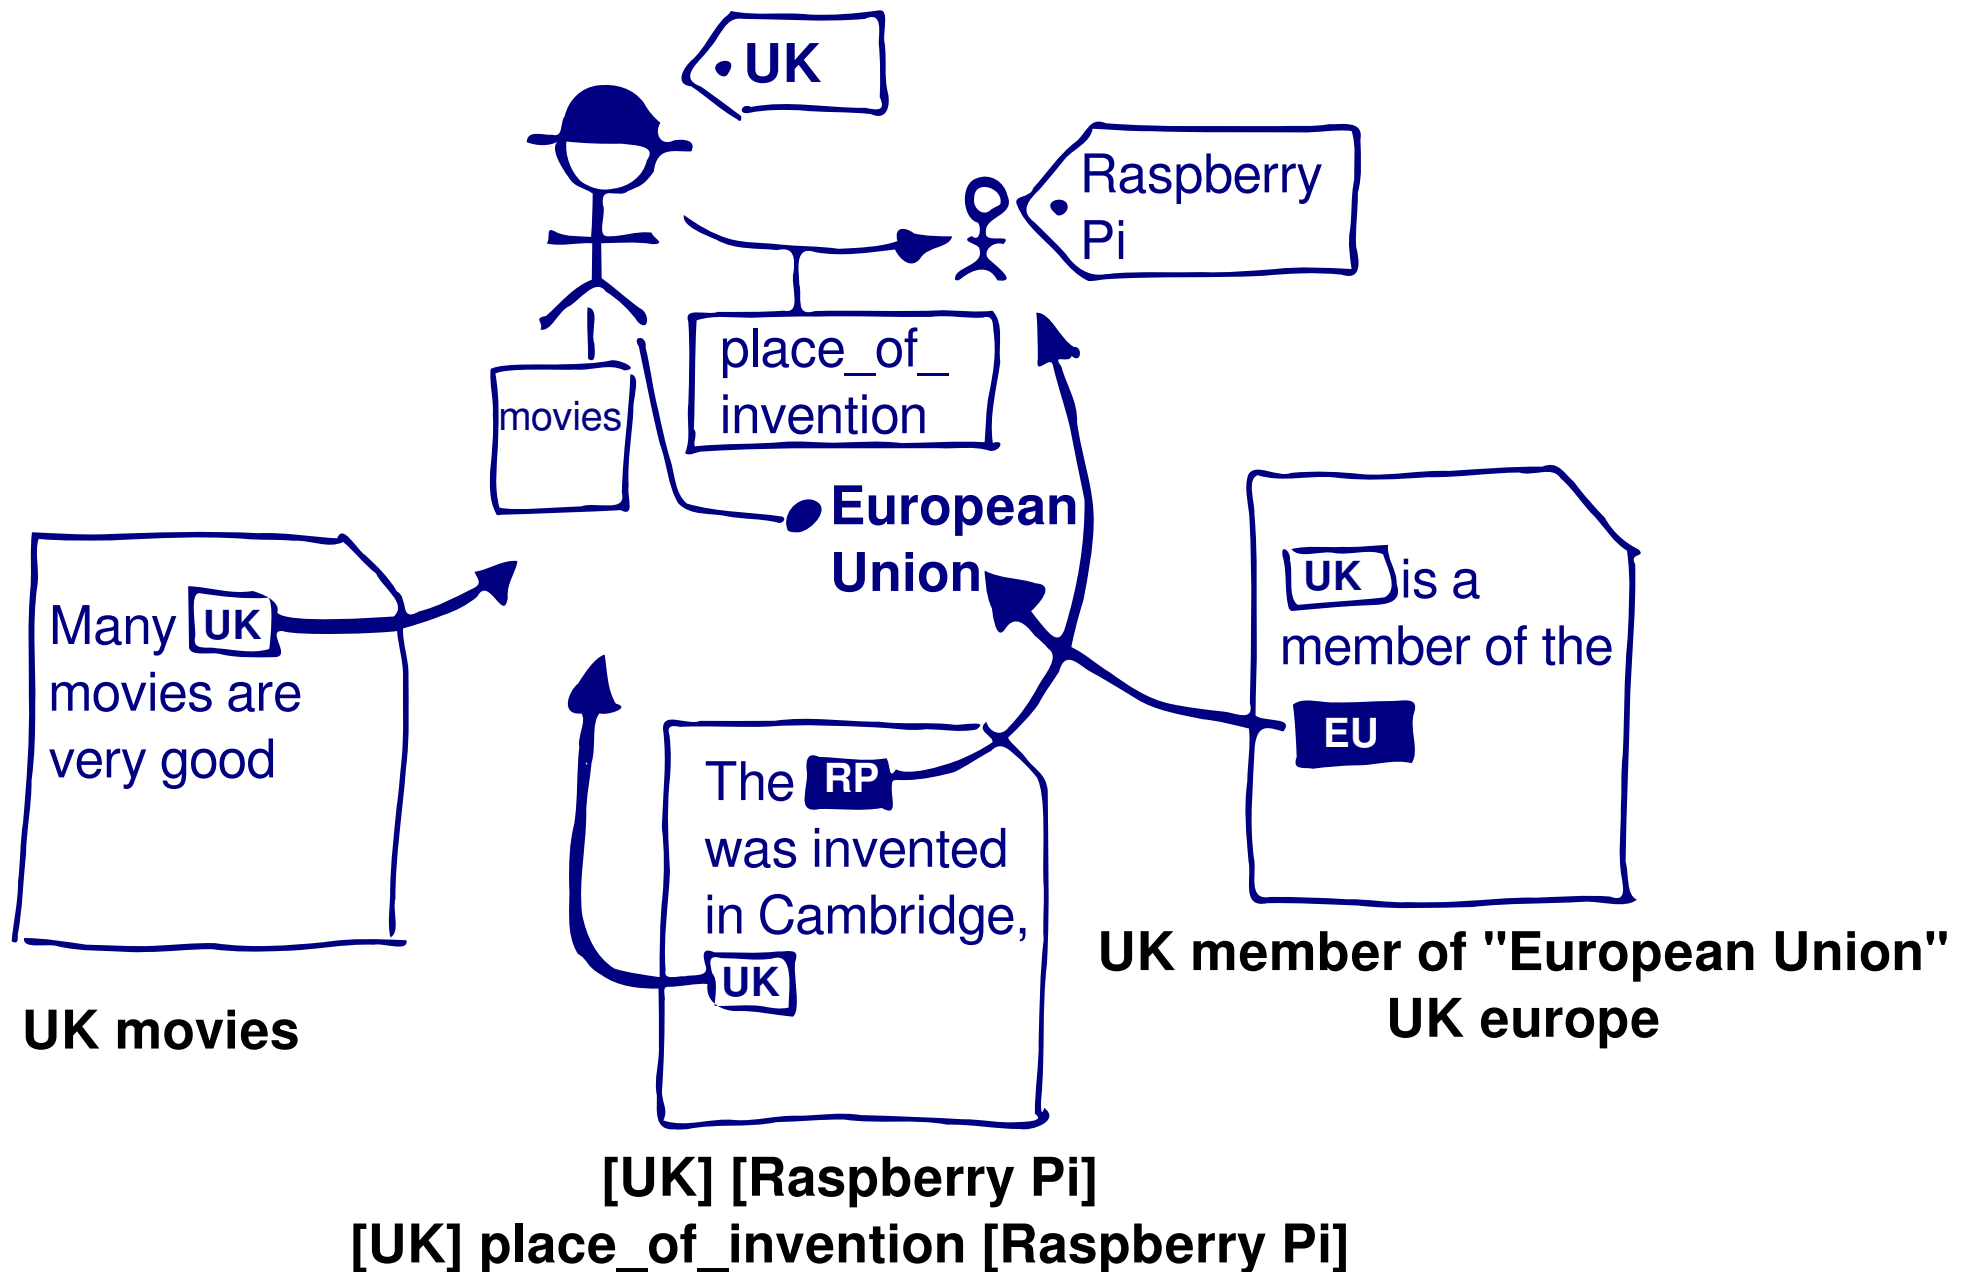 UK
Raspberry
Pi
place_of_
invention
movies
European
Union
Many UK
movies are
very good
UK movies
The RP
was invented
in Cambridge,
UK
[UK] [Raspberry Pi]
[UK] place_of_invention [Raspberry Pi]
UK is a
member of the
EU
UK member of "European Union"
UK europe